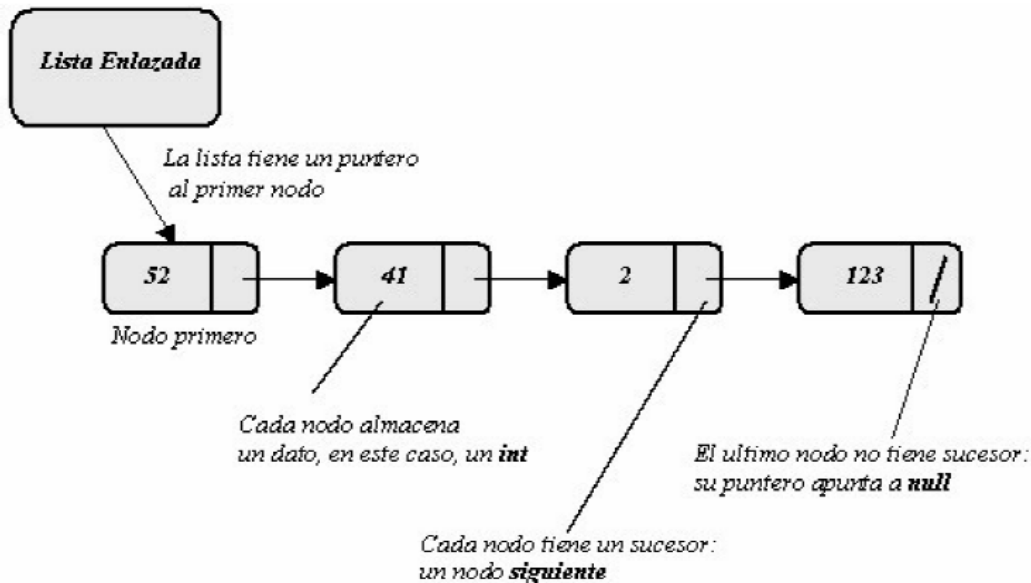 Lista Enlazada
La lista tiene un puntero
al primer nodo
52
41
2
123
Nodo primero
Cada nodo almacena
un dato, en este caso, un int
El ultimo nodo no tiene sucesor:
su puntero apunta a null
Cada nodo tiene un sucesor:
un nodo siguiente